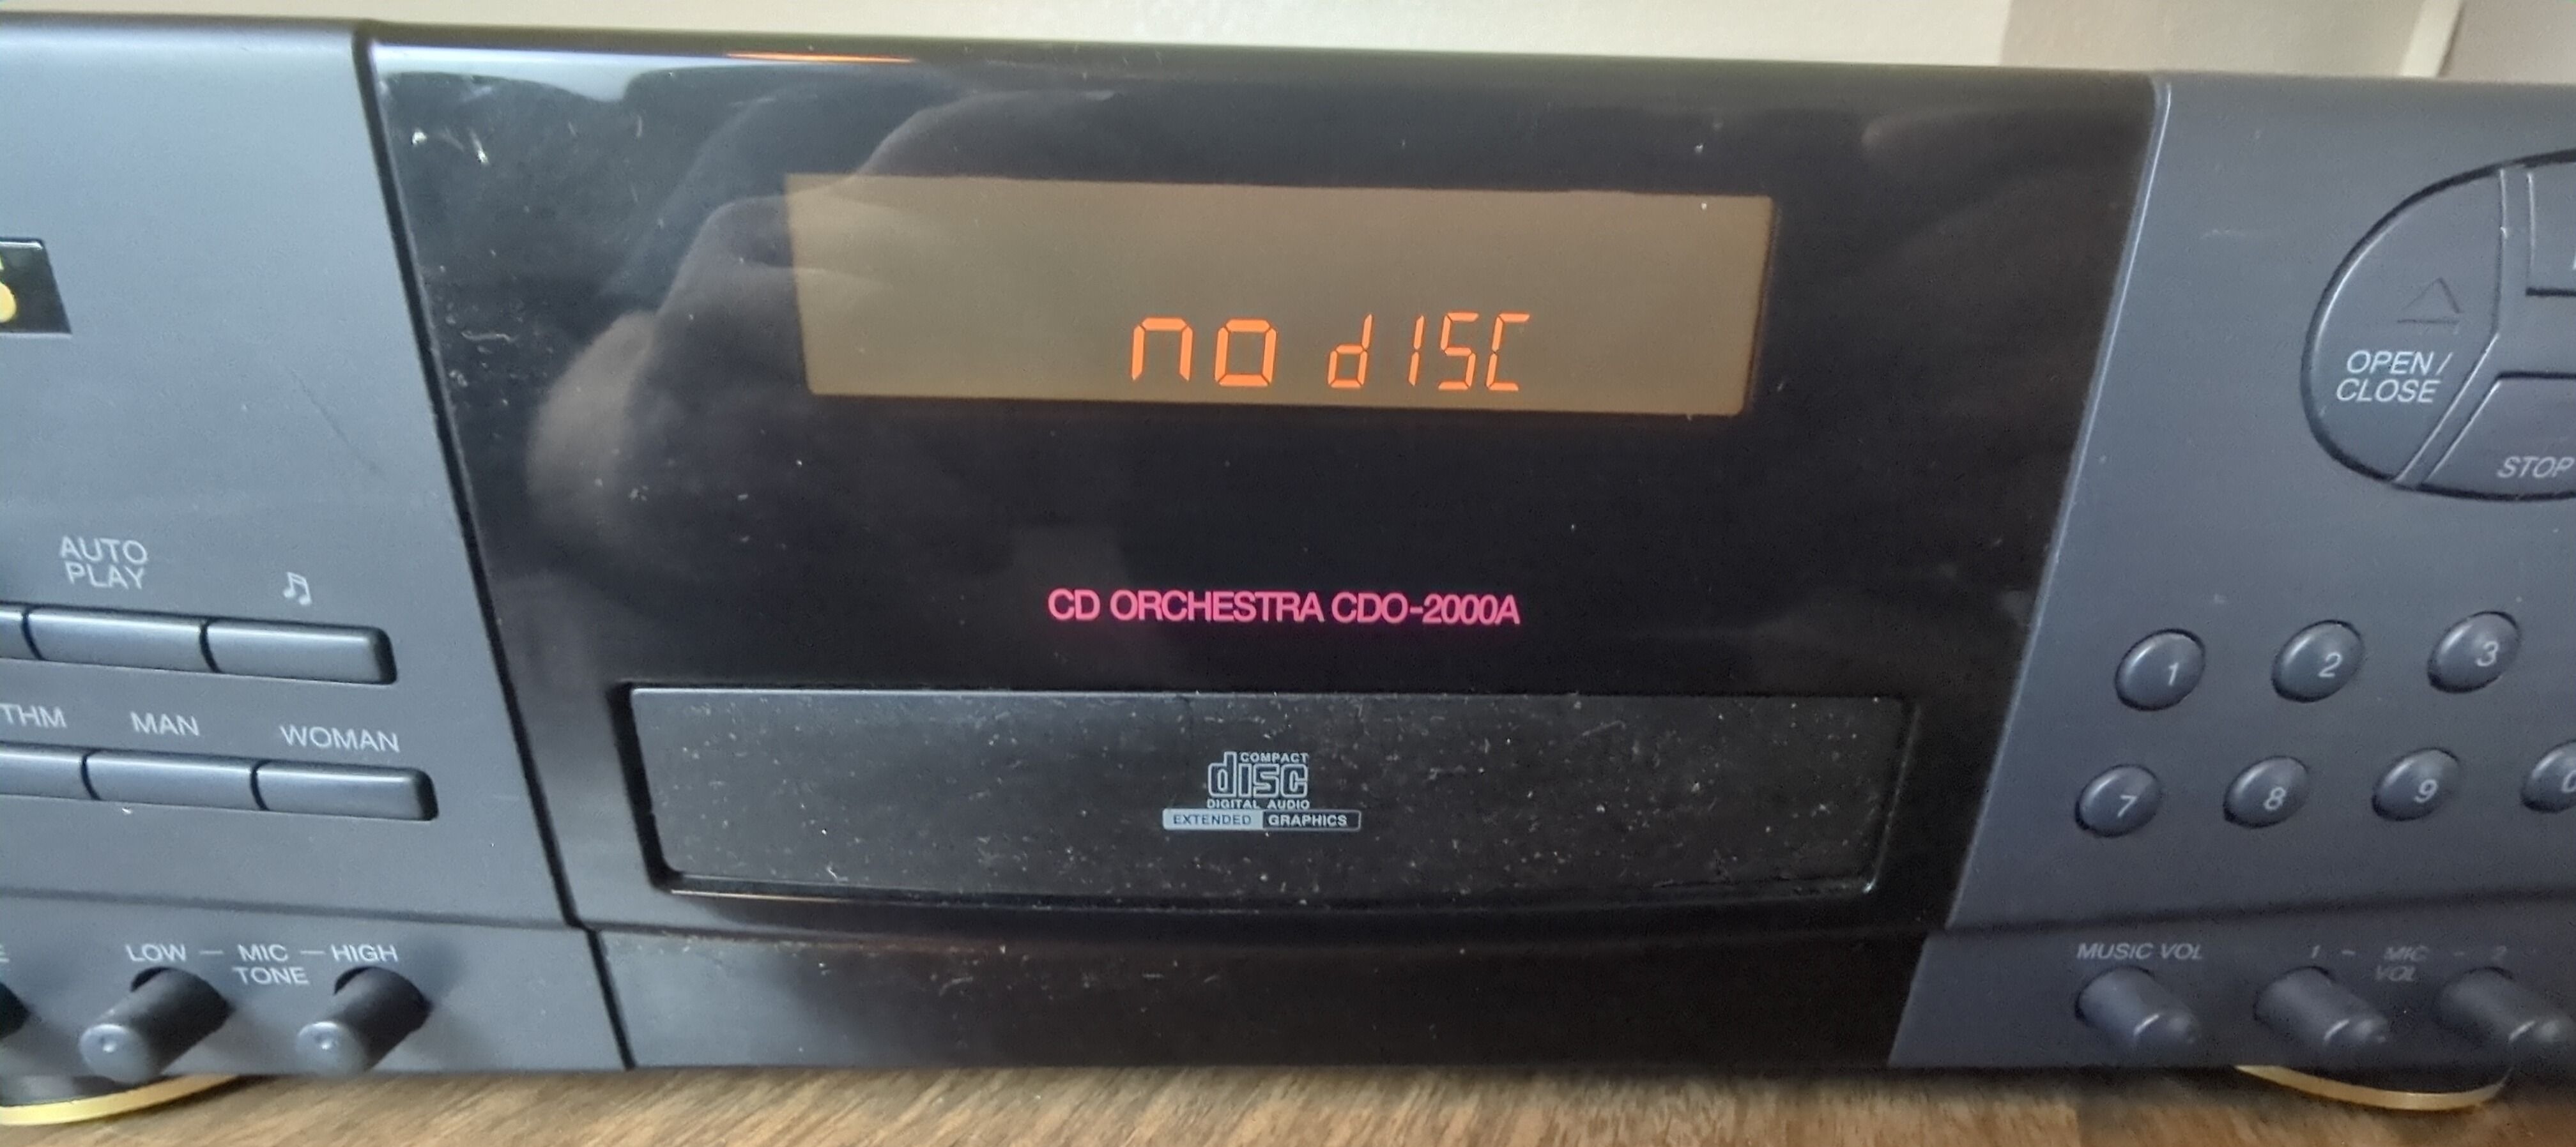 no dISC
CD ORCHESTRA CDO-2000A
COMPACT
disc
DIGITAL AUDIO
EXTENDED GRAPHICS
AUTO
PLAY
THM MAN WOMAN
LOW — MIC — HIGH
TONE
OPEN/
CLOSE
STOP
1 2 3
7 8 9
MUSIC VOL
1 – MIC – 2
VOL